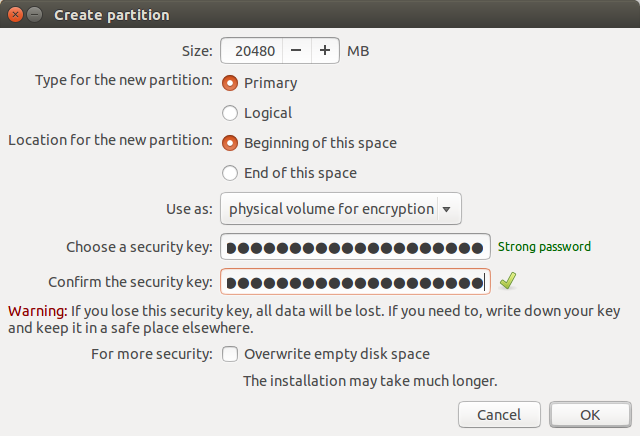 Create partition
Size: 20480 MB
Type for the new partition: Primary
Logical
Location for the new partition: Beginning of this space
End of this space
Use as: physical volume for encryption
Choose a security key: ●●●●●●●●●●●●●●●●●●●● Strong password
Confirm the security key: ●●●●●●●●●●●●●●●●●●●●
Warning: If you lose this security key, all data will be lost. If you need to, write down your key
and keep it in a safe place elsewhere.
For more security: Overwrite empty disk space
The installation may take much longer.
Cancel OK